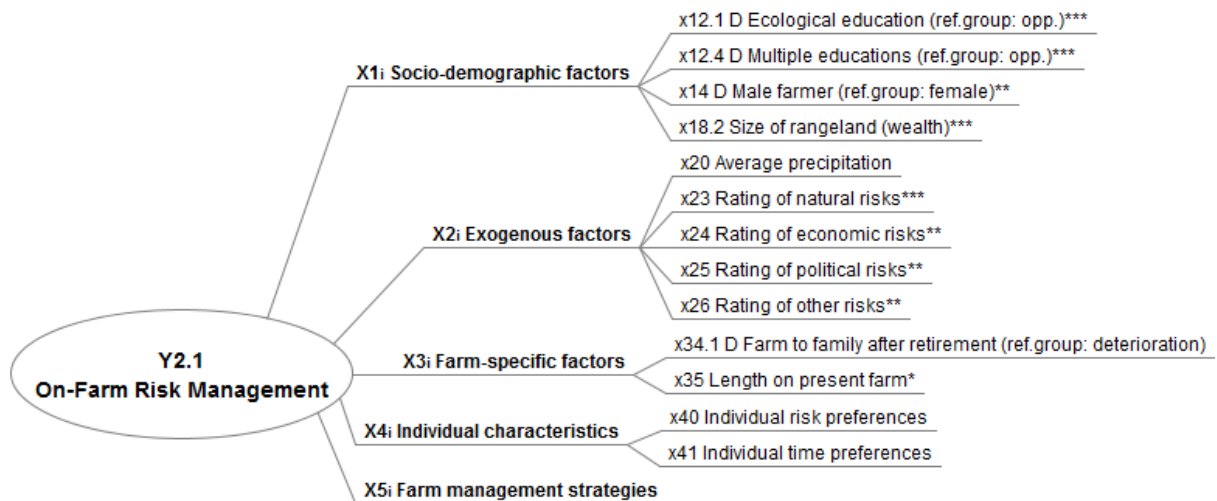 x12.1 D Ecological education (ref.group: opp.)***
x12.4 D Multiple educations (ref.group: opp.)***
X1i Socio-demographic factors
x14 D Male farmer (ref.group: female)**
x18.2 Size of rangeland (wealth)***
x20 Average precipitation
x23 Rating of natural risks***
X2i Exogenous factors
x24 Rating of economic risks**
x25 Rating of political risks**
x26 Rating of other risks**
Y2.1
On-Farm Risk Management
X3i Farm-specific factors
x34.1 D Farm to family after retirement (ref.group: deterioration)
x35 Length on present farm*
X4i Individual characteristics
x40 Individual risk preferences
x41 Individual time preferences
X5i Farm management strategies